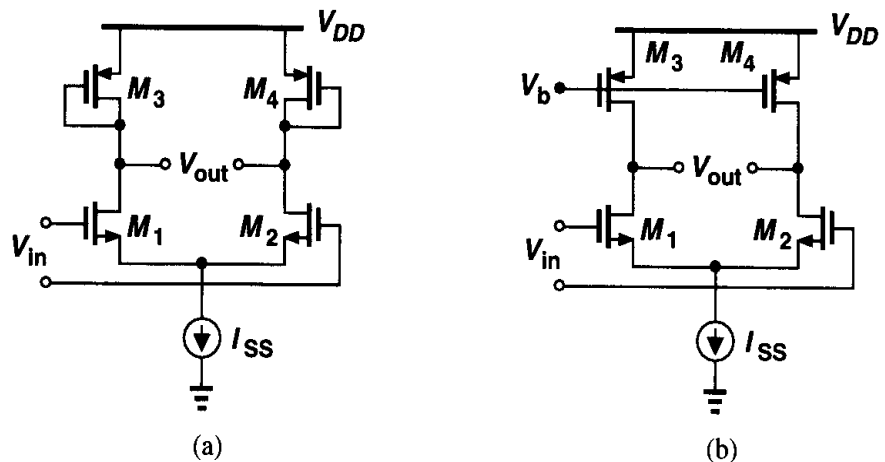 V_DD
M_3
M_4
V_out
M_1
M_2
V_in
I_SS
(a)
V_DD
M_3
M_4
V_b
V_out
M_1
M_2
V_in
I_SS
(b)